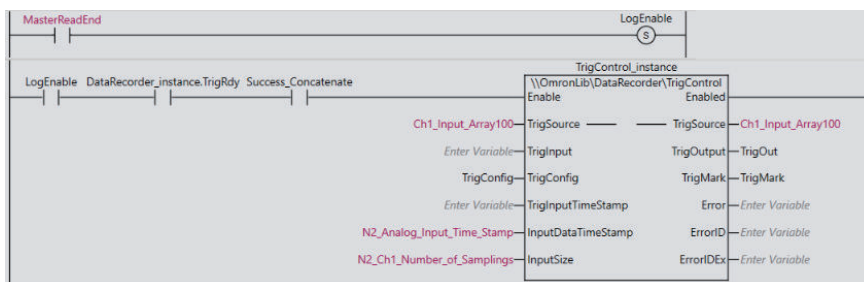 MasterReadEnd LogEnable
S
TrigControl_instance
LogEnable DataRecorder_instance.TrigRdy Success_Concatenate \\OmronLib\DataRecorder\TrigControl
Enable Enabled
Ch1_Input_Array100 TrigSource TrigSource Ch1_Input_Array100
Enter Variable TrigInput TrigOutput TrigOut
TrigConfig TrigConfig TrigMark TrigMark
Enter Variable TrigInputTimeStamp Error Enter Variable
N2_Analog_Input_Time_Stamp InputDataTimeStamp ErrorID Enter Variable
N2_Ch1_Number_of_Samplings InputSize ErrorIDEx Enter Variable